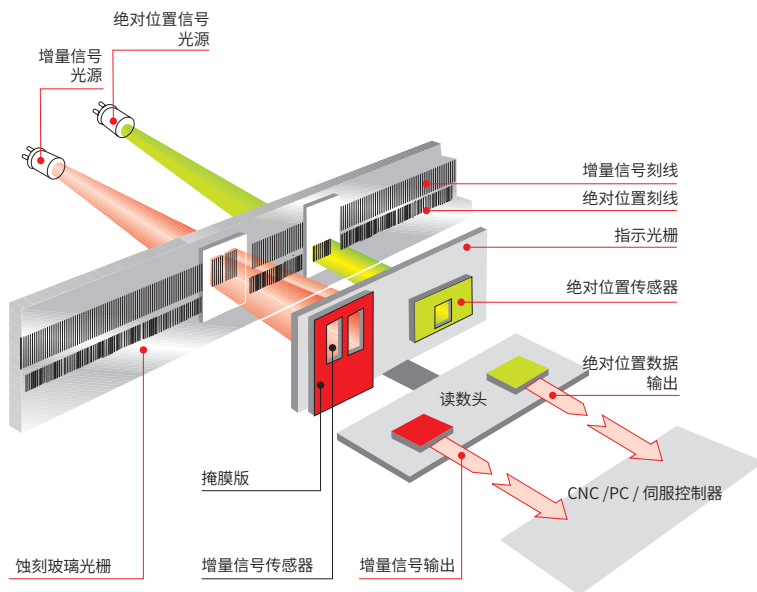 绝对位置信号
光源
增量信号
光源
增量信号刻线
绝对位置刻线
指示光栅
绝对位置传感器
绝对位置数据
输出
读数头
掩膜版
CNC /PC / 伺服控制器
蚀刻玻璃光栅
增量信号传感器
增量信号输出